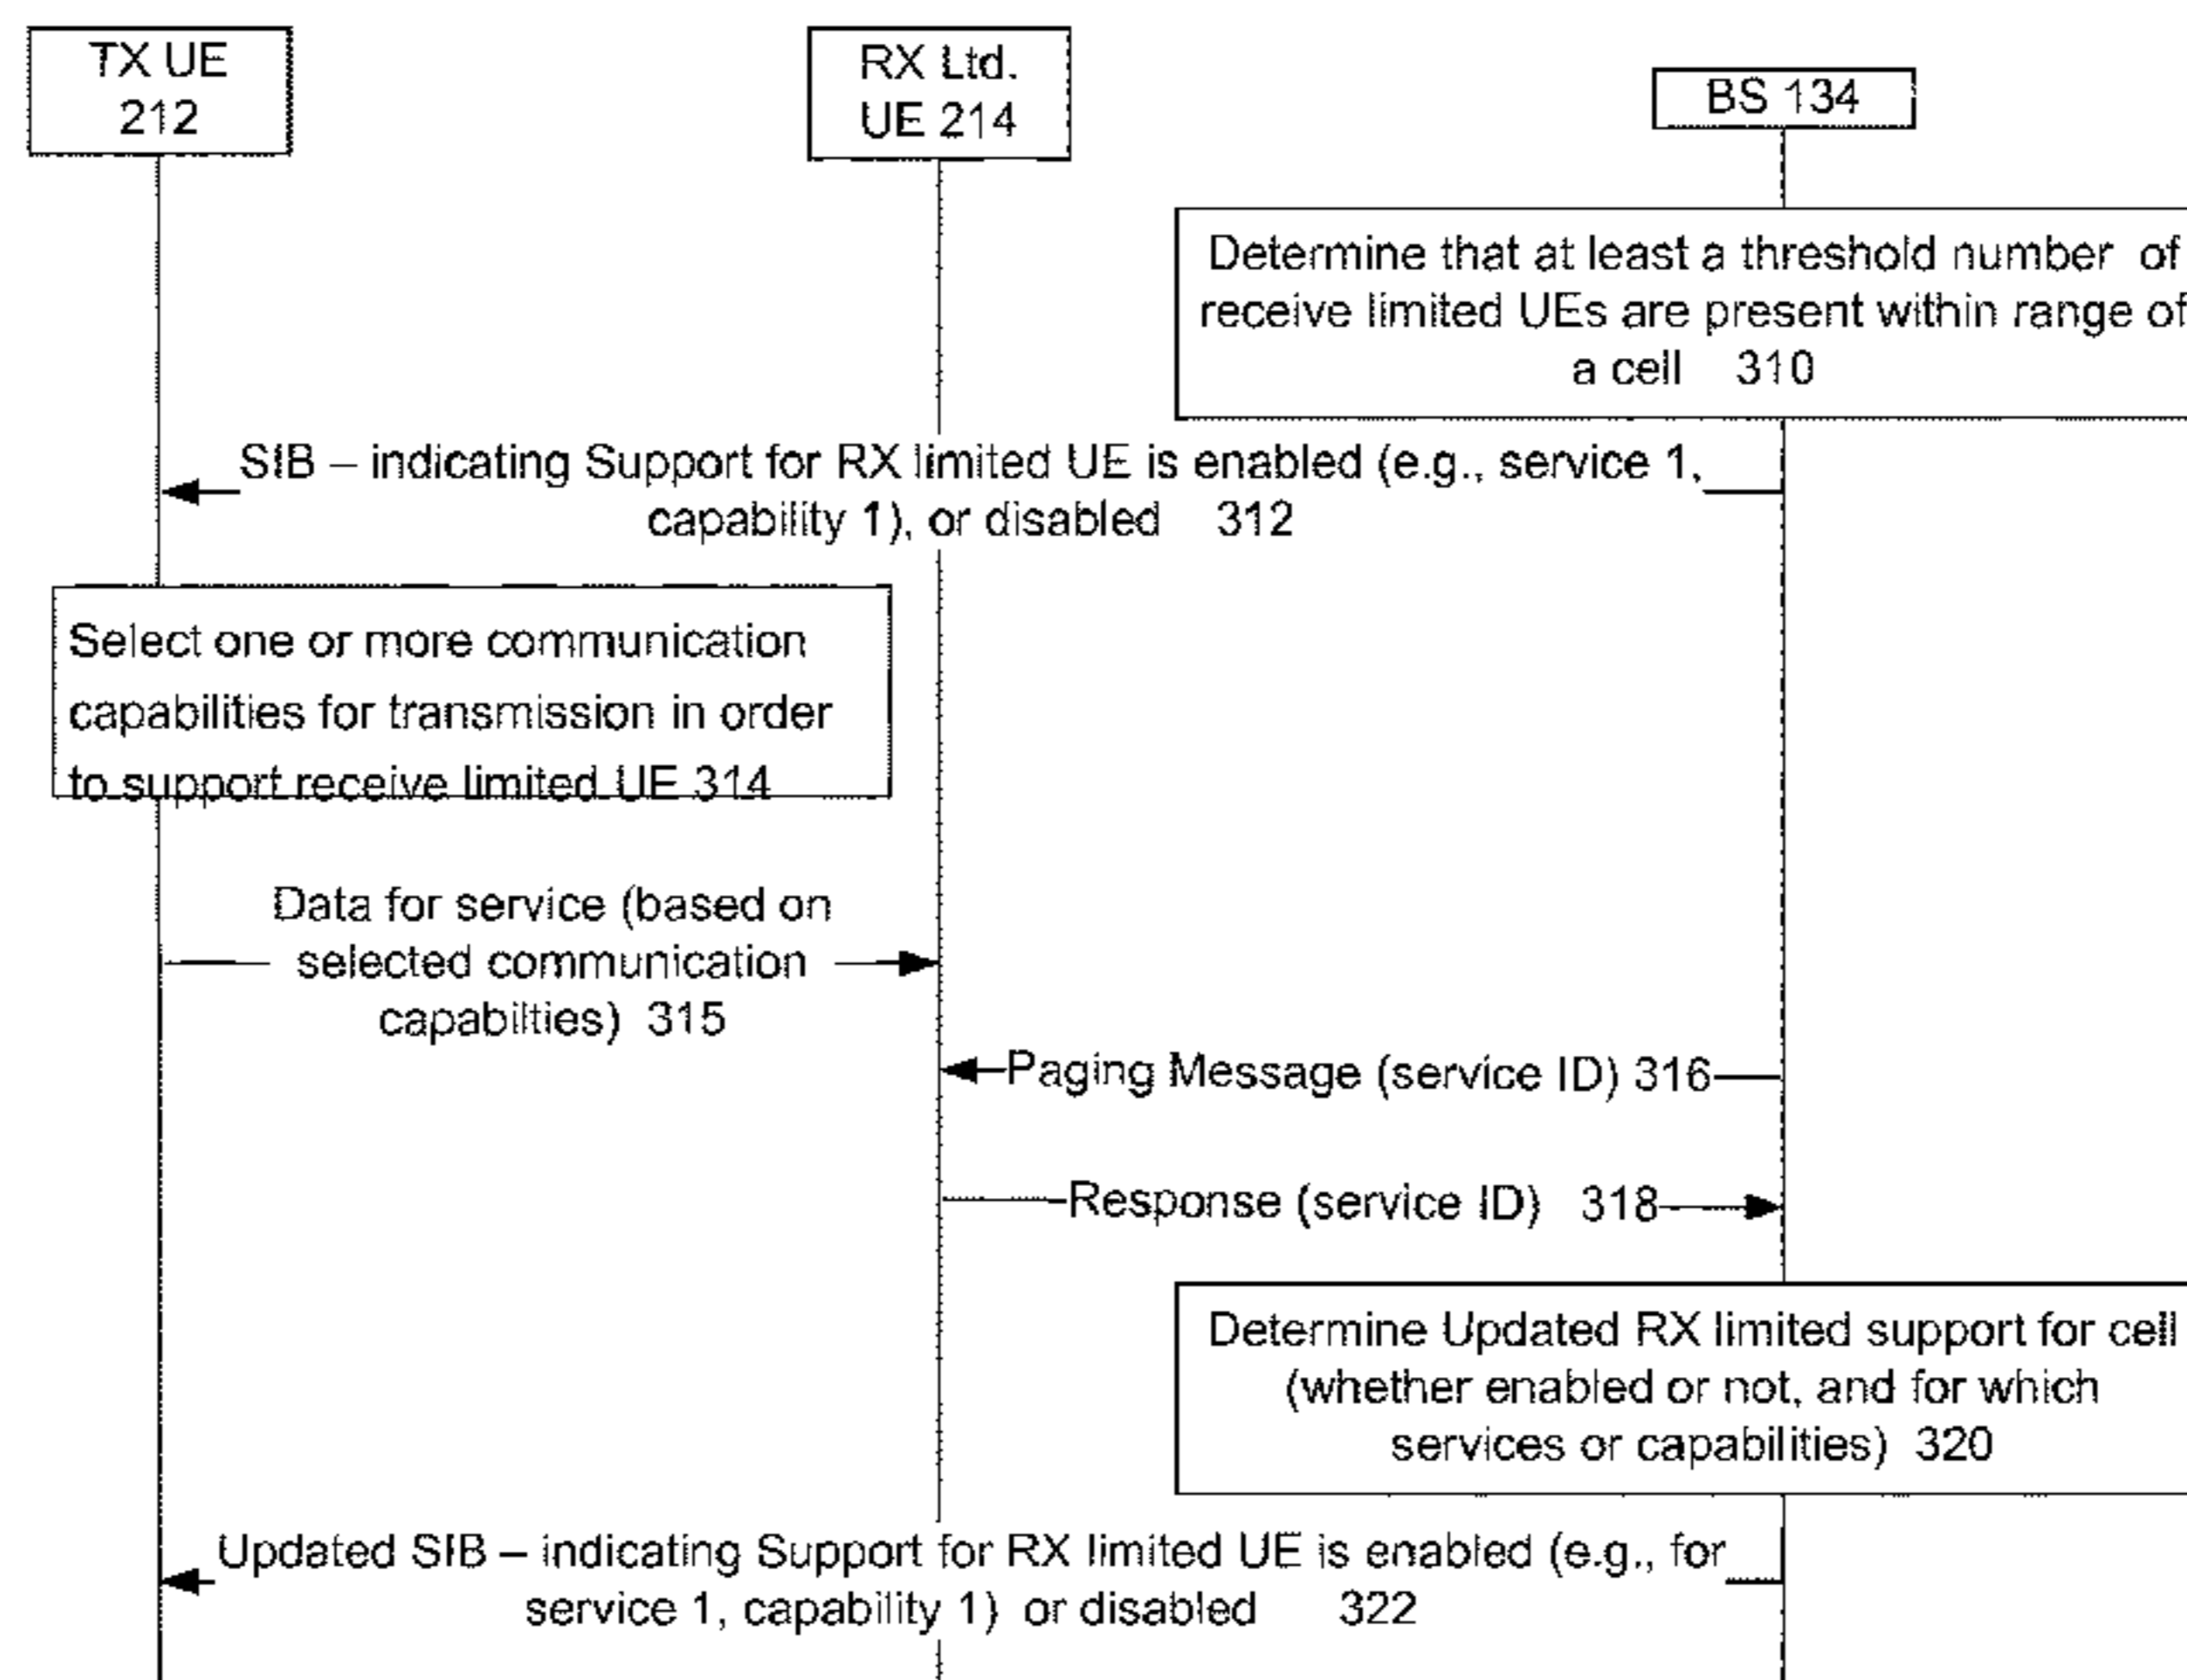 TX UE
212
RX Ltd.
UE 214
BS 134
Determine that at least a threshold number of
receive limited UEs are present within range of
a cell 310
SIB – indicating Support for RX limited UE is enabled (e.g., service 1,
capability 1), or disabled 312
Select one or more communication
capabilities for transmission in order
to support receive limited UE 314
Data for service (based on
selected communication
capabilties) 315
Paging Message (service ID) 316
Response (service ID) 318
Determine Updated RX limited support for cell
(whether enabled or not, and for which
services or capabilities) 320
Updated SIB – indicating Support for RX limited UE is enabled (e.g., for
service 1, capability 1) or disabled 322